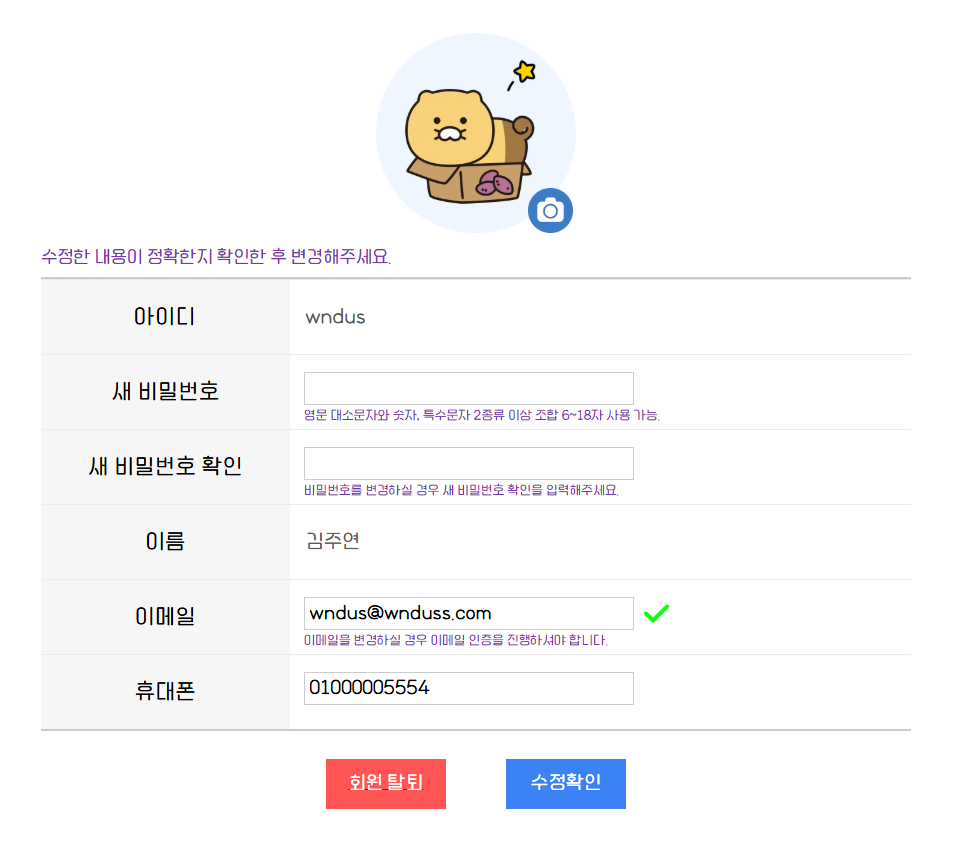 수정한 내용이 정확한지 확인한 후 변경해주세요.
아이디
wndus
새 비밀번호
영문 대소문자와 숫자, 특수문자 2종류 이상 조합 6~18자 사용 가능.
새 비밀번호 확인
비밀번호를 변경하실 경우 새 비밀번호 확인을 입력해주세요.
이름
김주연
이메일
wndus@wnduss.com
이메일을 변경하실 경우 이메일 인증을 진행하셔야 합니다.
휴대폰
01000005554
회원 탈퇴
수정확인